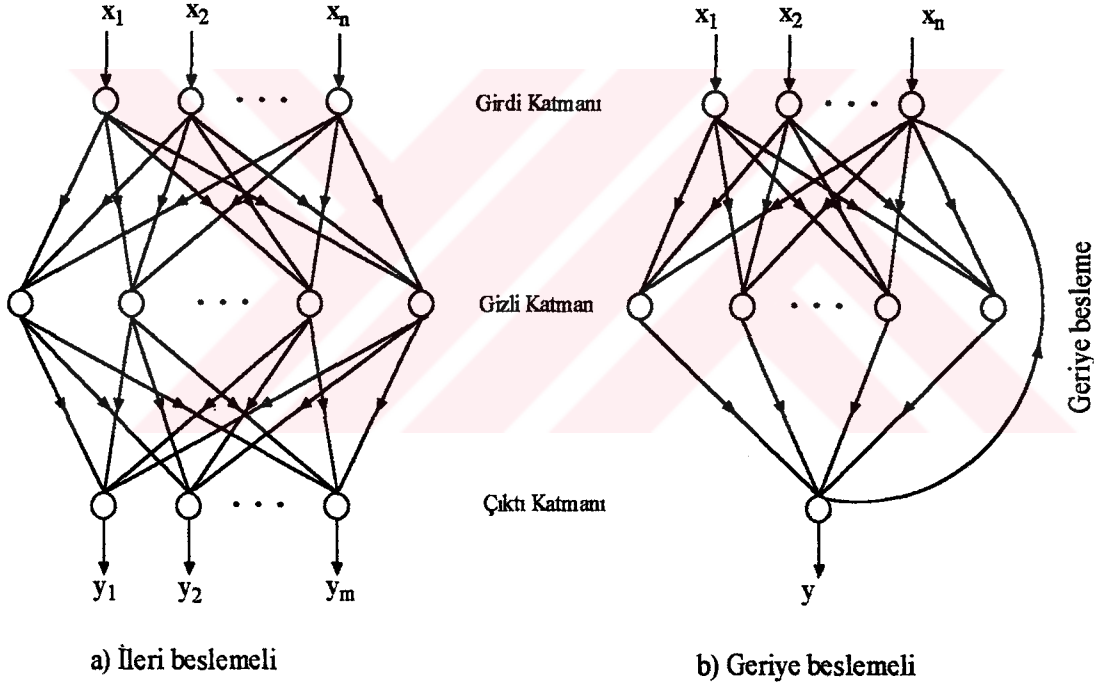 x₁ x₂ xₙ
Girdi Katmanı
Gizli Katman
Çıktı Katmanı
y₁ y₂ yₘ
a) İleri beslemeli
x₁ x₂ xₙ
Geriye besleme
y
b) Geriye beslemeli